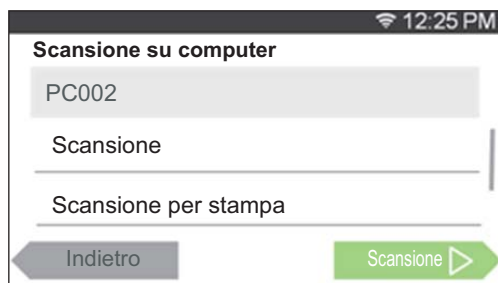 12:25 PM
Scansione su computer
PC002
Scansione
Scansione per stampa
Indietro Scansione